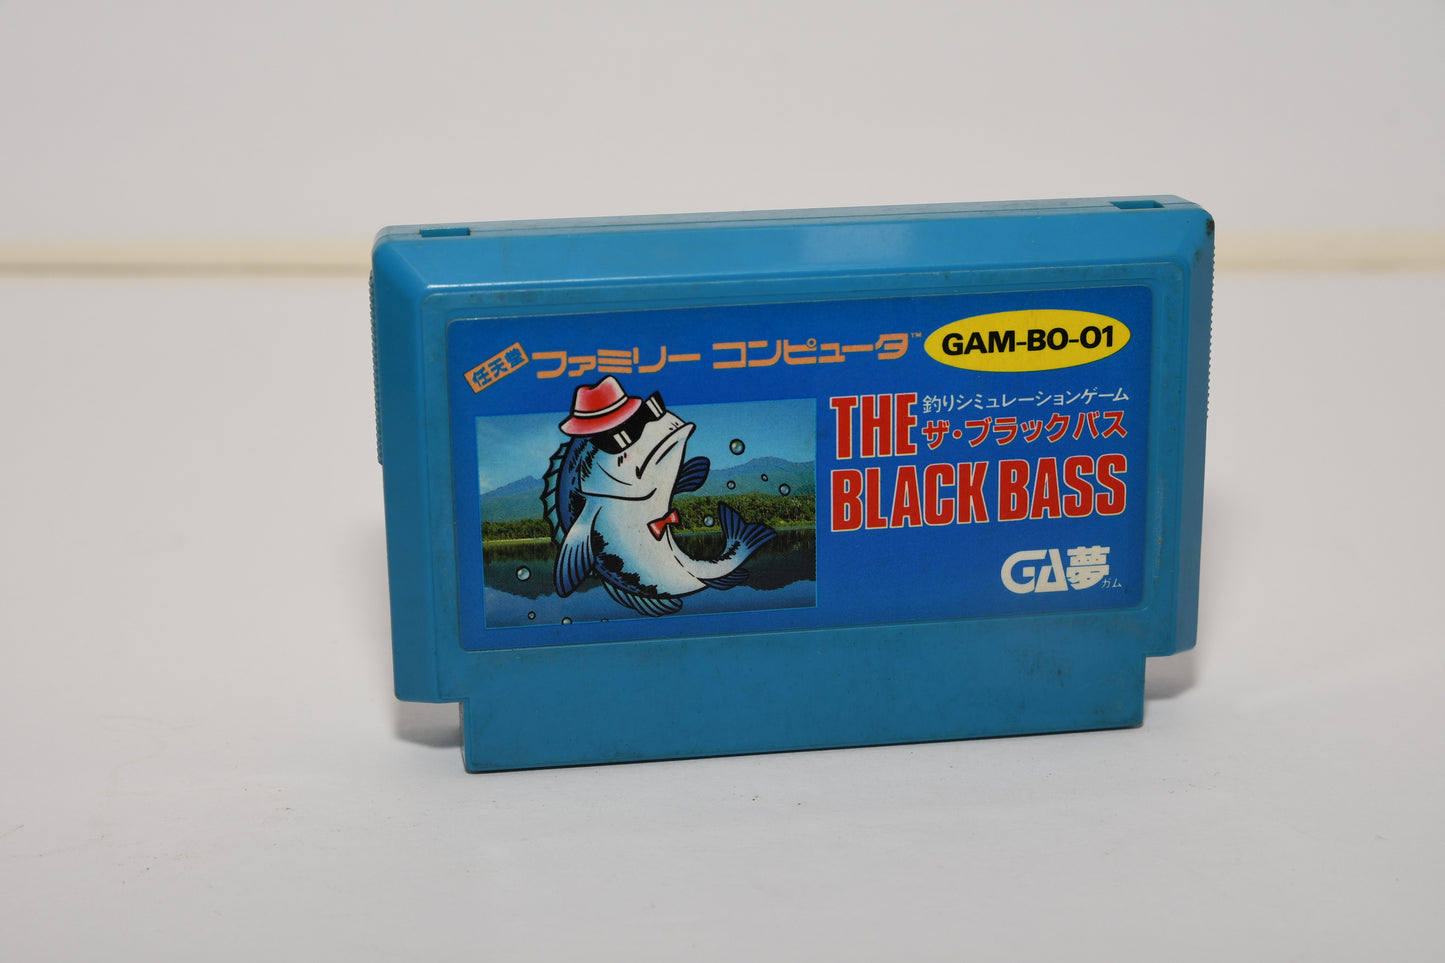 任天堂 ファミリー コンピュータ™
GAM-BO-01
釣りシミュレーションゲーム
ザ・ブラックバス
THE
BLACK BASS
GA夢
ガム